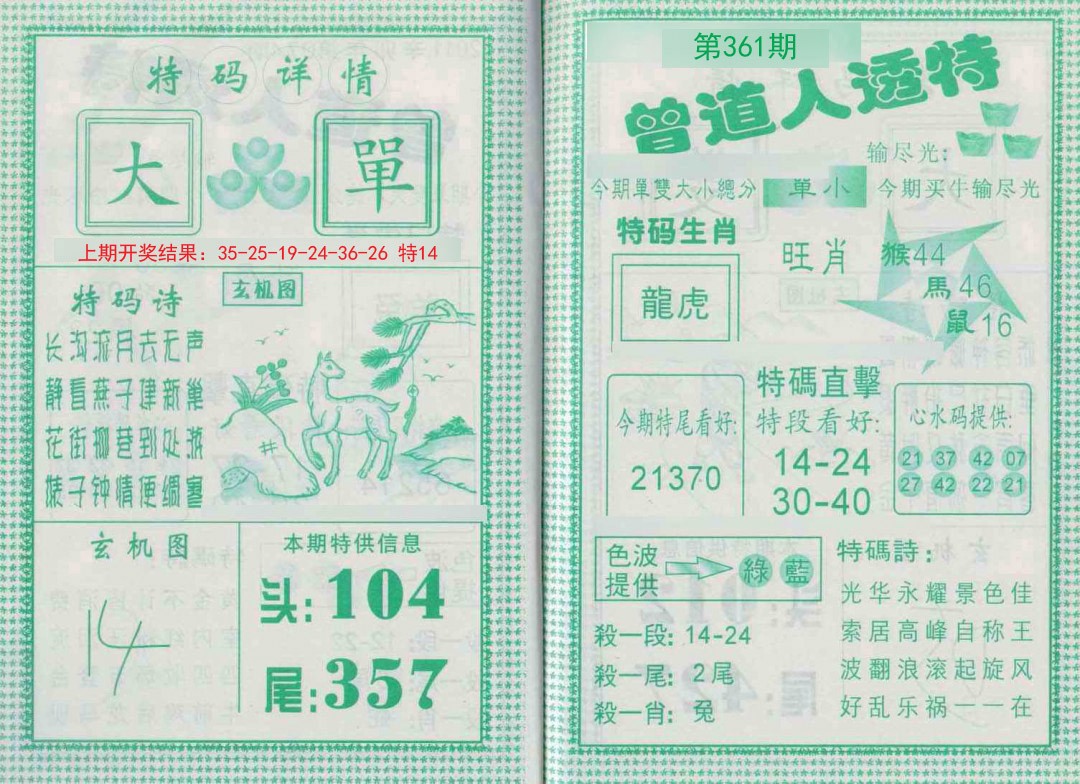 特码详情
大
單
上期开奖结果：35-25-19-24-36-26 特14
特码诗
长沟流月去无声
静看燕子建新巢
花街柳巷到处游
婊子钟情便绸
玄机图
井
玄机图
14
本期特供信息
头:104
尾:357
第361期
曾道人透特
输尽光:
今期單雙大小總分 單小 今期买牛输尽光
特码生肖
龍虎
旺肖
猴44
馬46
鼠16
今期特尾看好:
21370
特碼直擊
特段看好:
14-24
30-40
心水码提供:
21 37 42 07
27 42 22 21
色波
提供
綠 藍
殺一段: 14-24
殺一尾: 2尾
殺一肖: 兔
特碼詩:
光华永耀景色佳
索居高峰自称王
波翻浪滚起旋风
好乱乐祸一一在